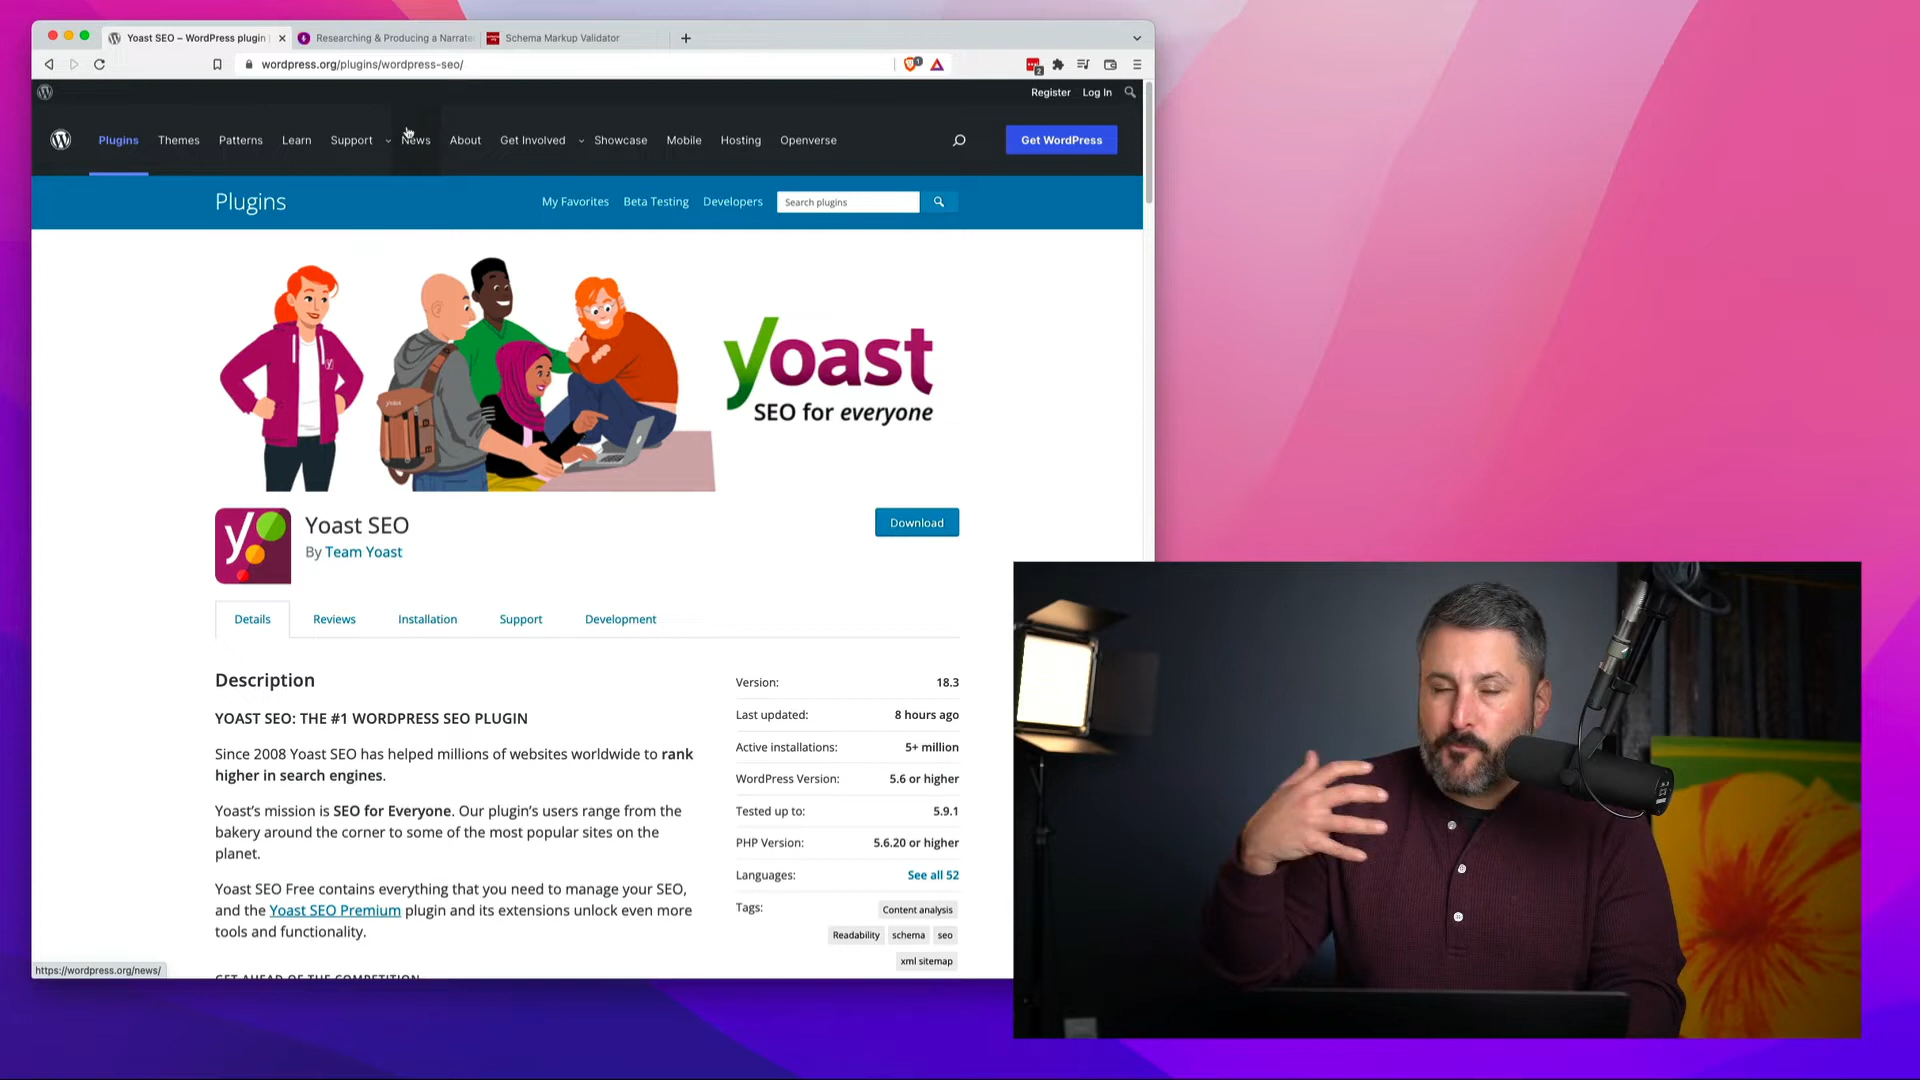 Yoast SEO – WordPress plugin
Researching & Producing a Narrate
Schema Markup Validator
wordpress.org/plugins/wordpress-seo/
1
2
Register
Log In
Plugins
Themes
Patterns
Learn
Support
News
About
Get Involved
Showcase
Mobile
Hosting
Openverse
Get WordPress
Plugins
My Favorites
Beta Testing
Developers
Search plugins
yoast
SEO for everyone
Yoast SEO
Download
By Team Yoast
Details
Reviews
Installation
Support
Development
Description
YOAST SEO: THE #1 WORDPRESS SEO PLUGIN
Since 2008 Yoast SEO has helped millions of websites worldwide to rank
higher in search engines.
Yoast’s mission is SEO for Everyone. Our plugin’s users range from the
bakery around the corner to some of the most popular sites on the
planet.
Yoast SEO Free contains everything that you need to manage your SEO,
and the Yoast SEO Premium plugin and its extensions unlock even more
tools and functionality.
GET AHEAD OF THE COMPETITION
Version: 18.3
Last updated: 8 hours ago
Active installations: 5+ million
WordPress Version: 5.6 or higher
Tested up to: 5.9.1
PHP Version: 5.6.20 or higher
Languages: See all 52
Tags: Content analysis
Readability schema seo
xml sitemap
https://wordpress.org/news/